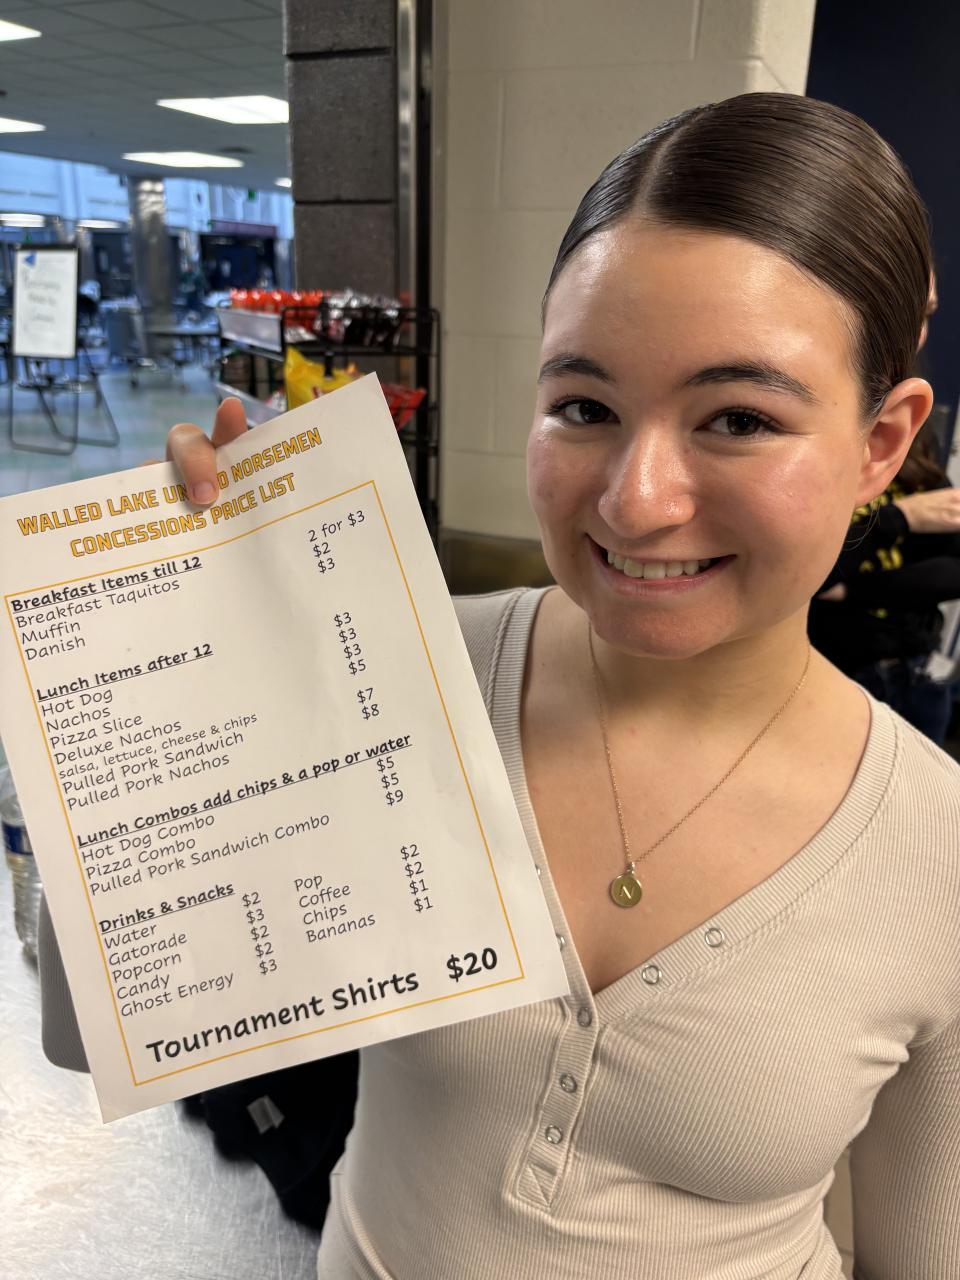 WALLED LAKE UN D NORSEMEN
CONCESSIONS PRICE LIST
Breakfast Items till 12
Breakfast Taquitos 2 for $3
Muffin $2
Danish $3
Lunch Items after 12
Hot Dog $3
Nachos $3
Pizza Slice $3
Deluxe Nachos $5
salsa, lettuce, cheese & chips
Pulled Pork Sandwich $7
Pulled Pork Nachos $8
Lunch Combos add chips & a pop or water
Hot Dog Combo $5
Pizza Combo $5
Pulled Pork Sandwich Combo $9
Drinks & Snacks
Water $2 Pop $2
Gatorade $3 Coffee $2
Popcorn $2 Chips $1
Candy $2 Bananas $1
Ghost Energy $3
Tournament Shirts $20
N